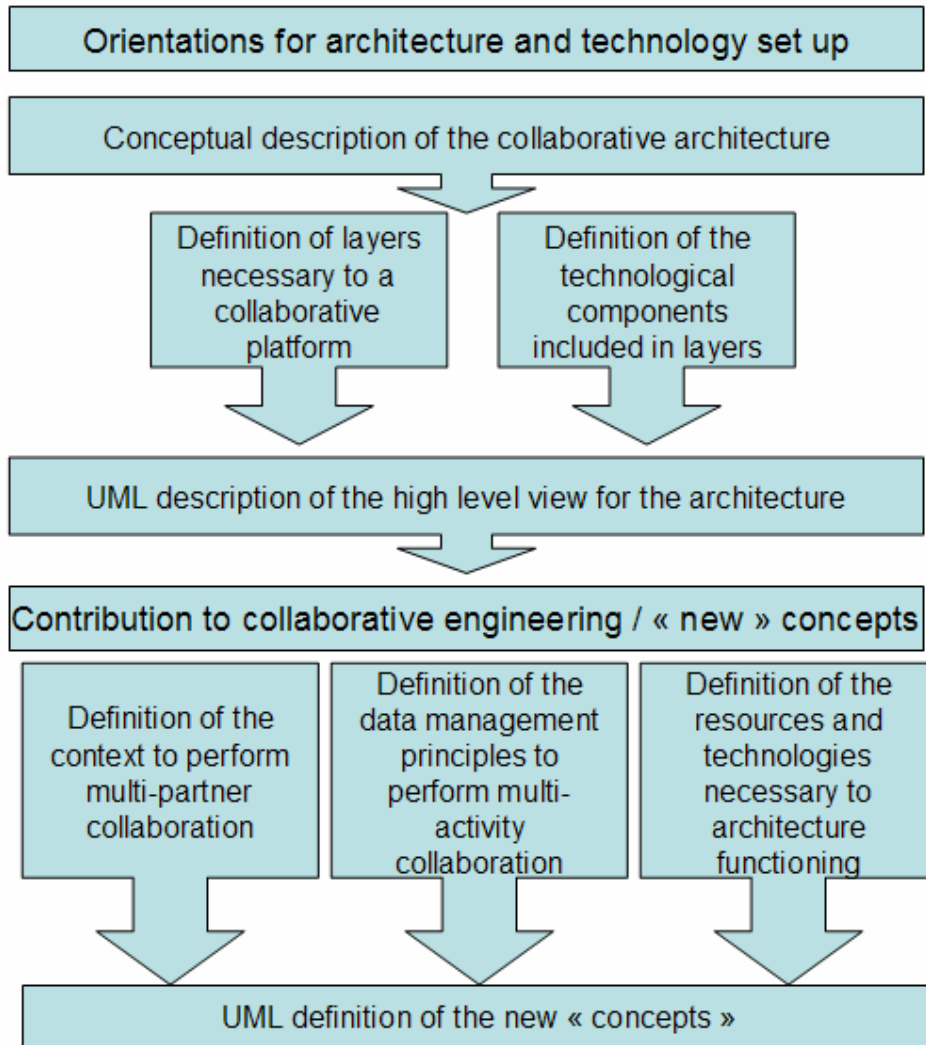 Orientations for architecture and technology set up
Conceptual description of the collaborative architecture
Definition of layers
necessary to a
collaborative
platform
Definition of the
technological
components
included in layers
UML description of the high level view for the architecture
Contribution to collaborative engineering / « new » concepts
Definition of the
context to perform
multi-partner
collaboration
Definition of the
data management
principles to
perform multi-
activity
collaboration
Definition of the
resources and
technologies
necessary to
architecture
functioning
UML definition of the new « concepts »